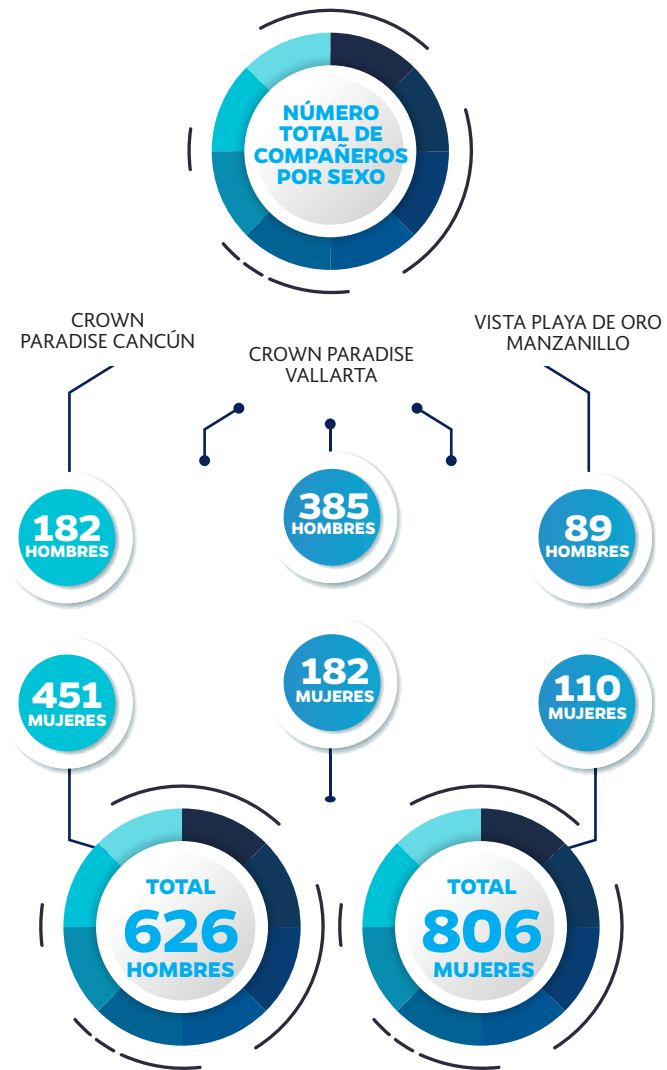 NÚMERO
TOTAL DE
COMPAÑEROS
POR SEXO
CROWN
PARADISE CANCÚN
CROWN PARADISE
VALLARTA
VISTA PLAYA DE ORO
MANZANILLO
182
HOMBRES
385
HOMBRES
89
HOMBRES
451
MUJERES
182
MUJERES
110
MUJERES
TOTAL
626
HOMBRES
TOTAL
806
MUJERES